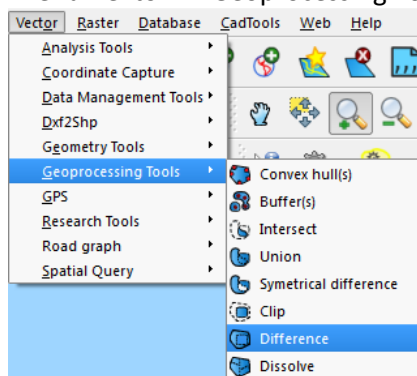 Vector Raster Database CadTools Web Help
Analysis Tools
Coordinate Capture
Data Management Tools
Dxf2Shp
Geometry Tools
Geoprocessing Tools
GPS
Research Tools
Road graph
Spatial Query
Convex hull(s)
Buffer(s)
Intersect
Union
Symetrical difference
Clip
Difference
Dissolve